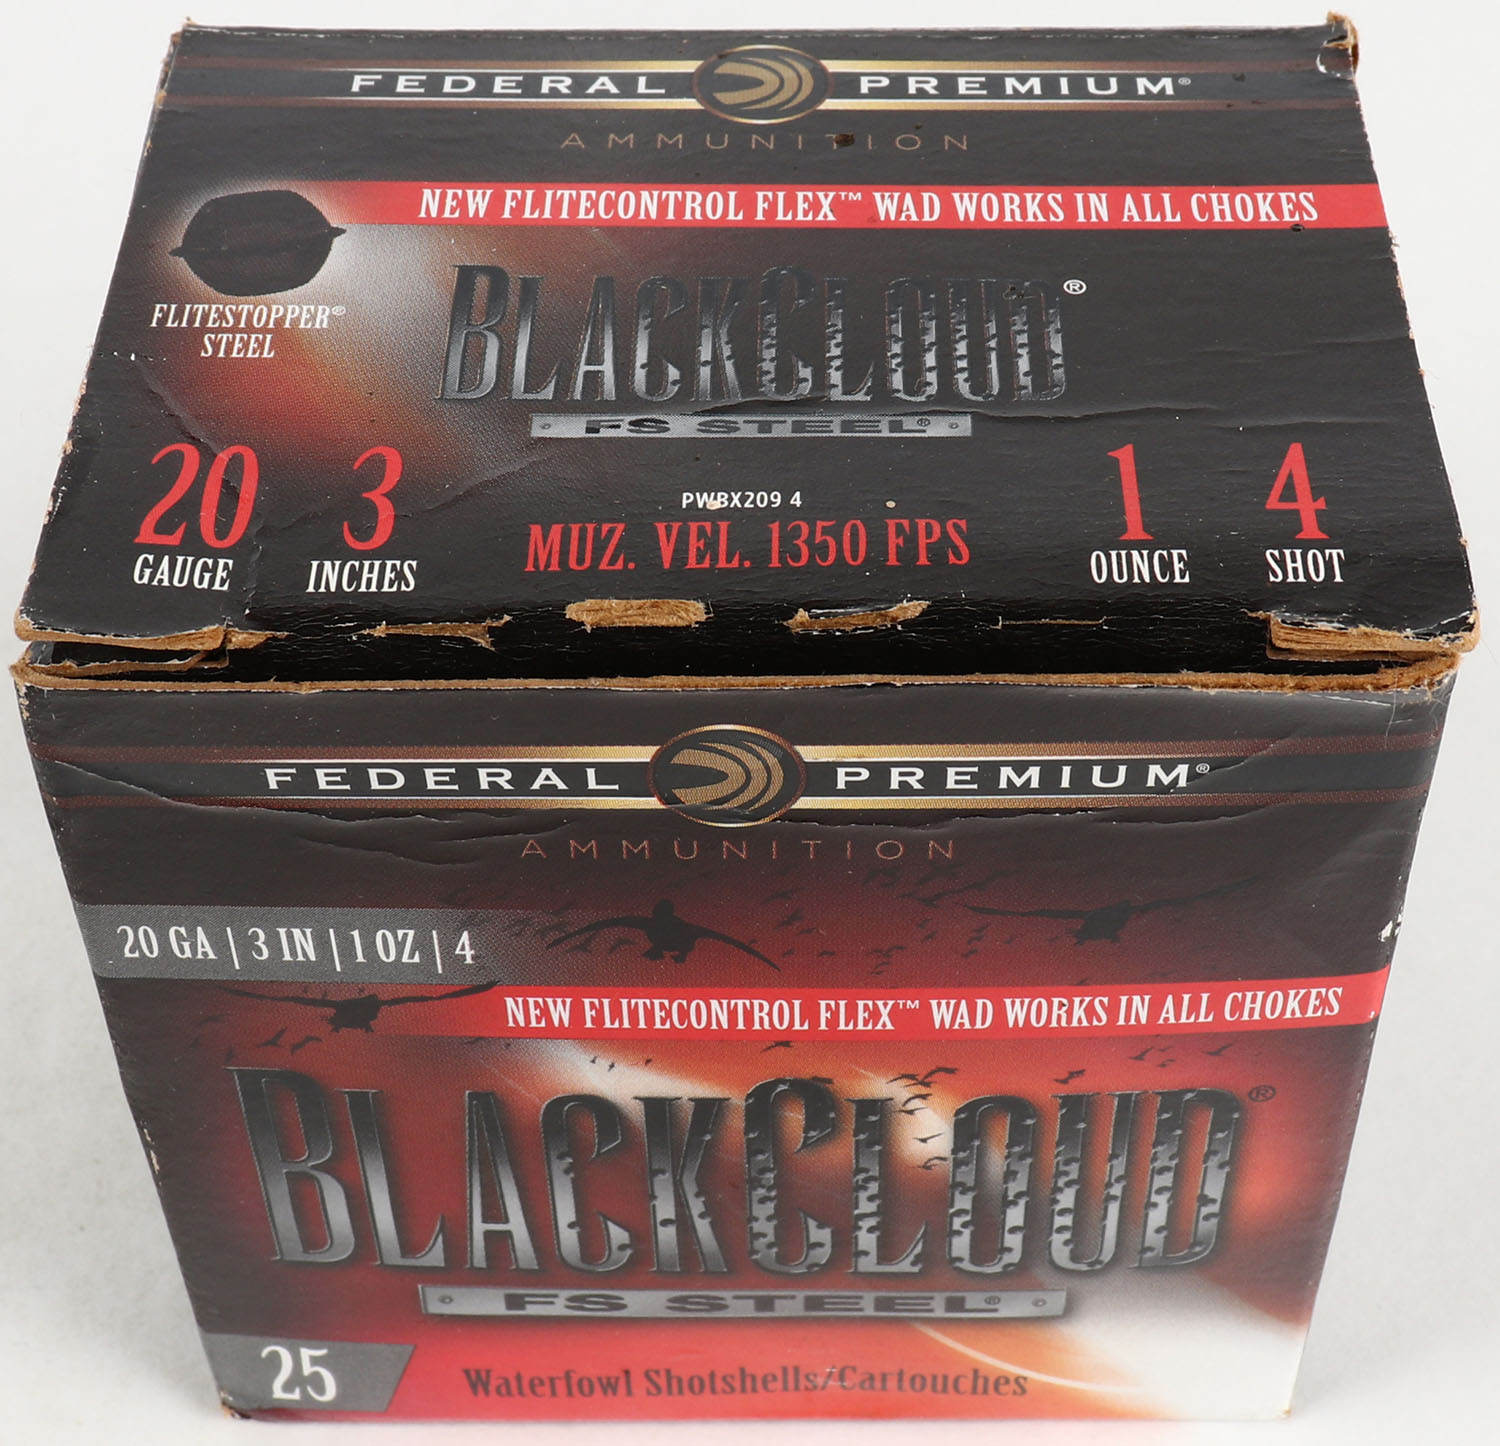 FEDERAL PREMIUM®
AMMUNITION
NEW FLITECONTROL FLEX™ WAD WORKS IN ALL CHOKES
FLITESTOPPER®
STEEL
BLACKCLOUD®
FS STEEL®
20 GAUGE
3 INCHES
PWBX209 4
MUZ. VEL. 1350 FPS
1 OUNCE
4 SHOT
FEDERAL PREMIUM®
AMMUNITION
20 GA | 3 IN | 1 OZ | 4
NEW FLITECONTROL FLEX™ WAD WORKS IN ALL CHOKES
BLACKCLOUD®
FS STEEL®
25
Waterfowl Shotshells/Cartouches